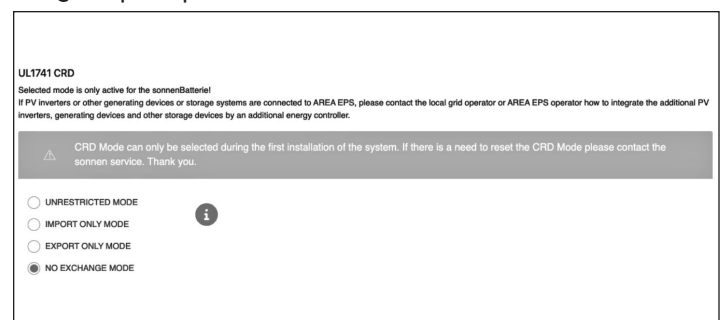 UL1741 CRD
Selected mode is only active for the sonnenBatterie!
If PV inverters or other generating devices or storage systems are connected to AREA EPS, please contact the local grid operator or AREA EPS operator how to integrate the additional PV
inverters, generating devices and other storage devices by an additional energy controller.
CRD Mode can only be selected during the first installation of the system. If there is a need to reset the CRD Mode please contact the
sonnen service. Thank you.
UNRESTRICTED MODE
i
IMPORT ONLY MODE
EXPORT ONLY MODE
NO EXCHANGE MODE